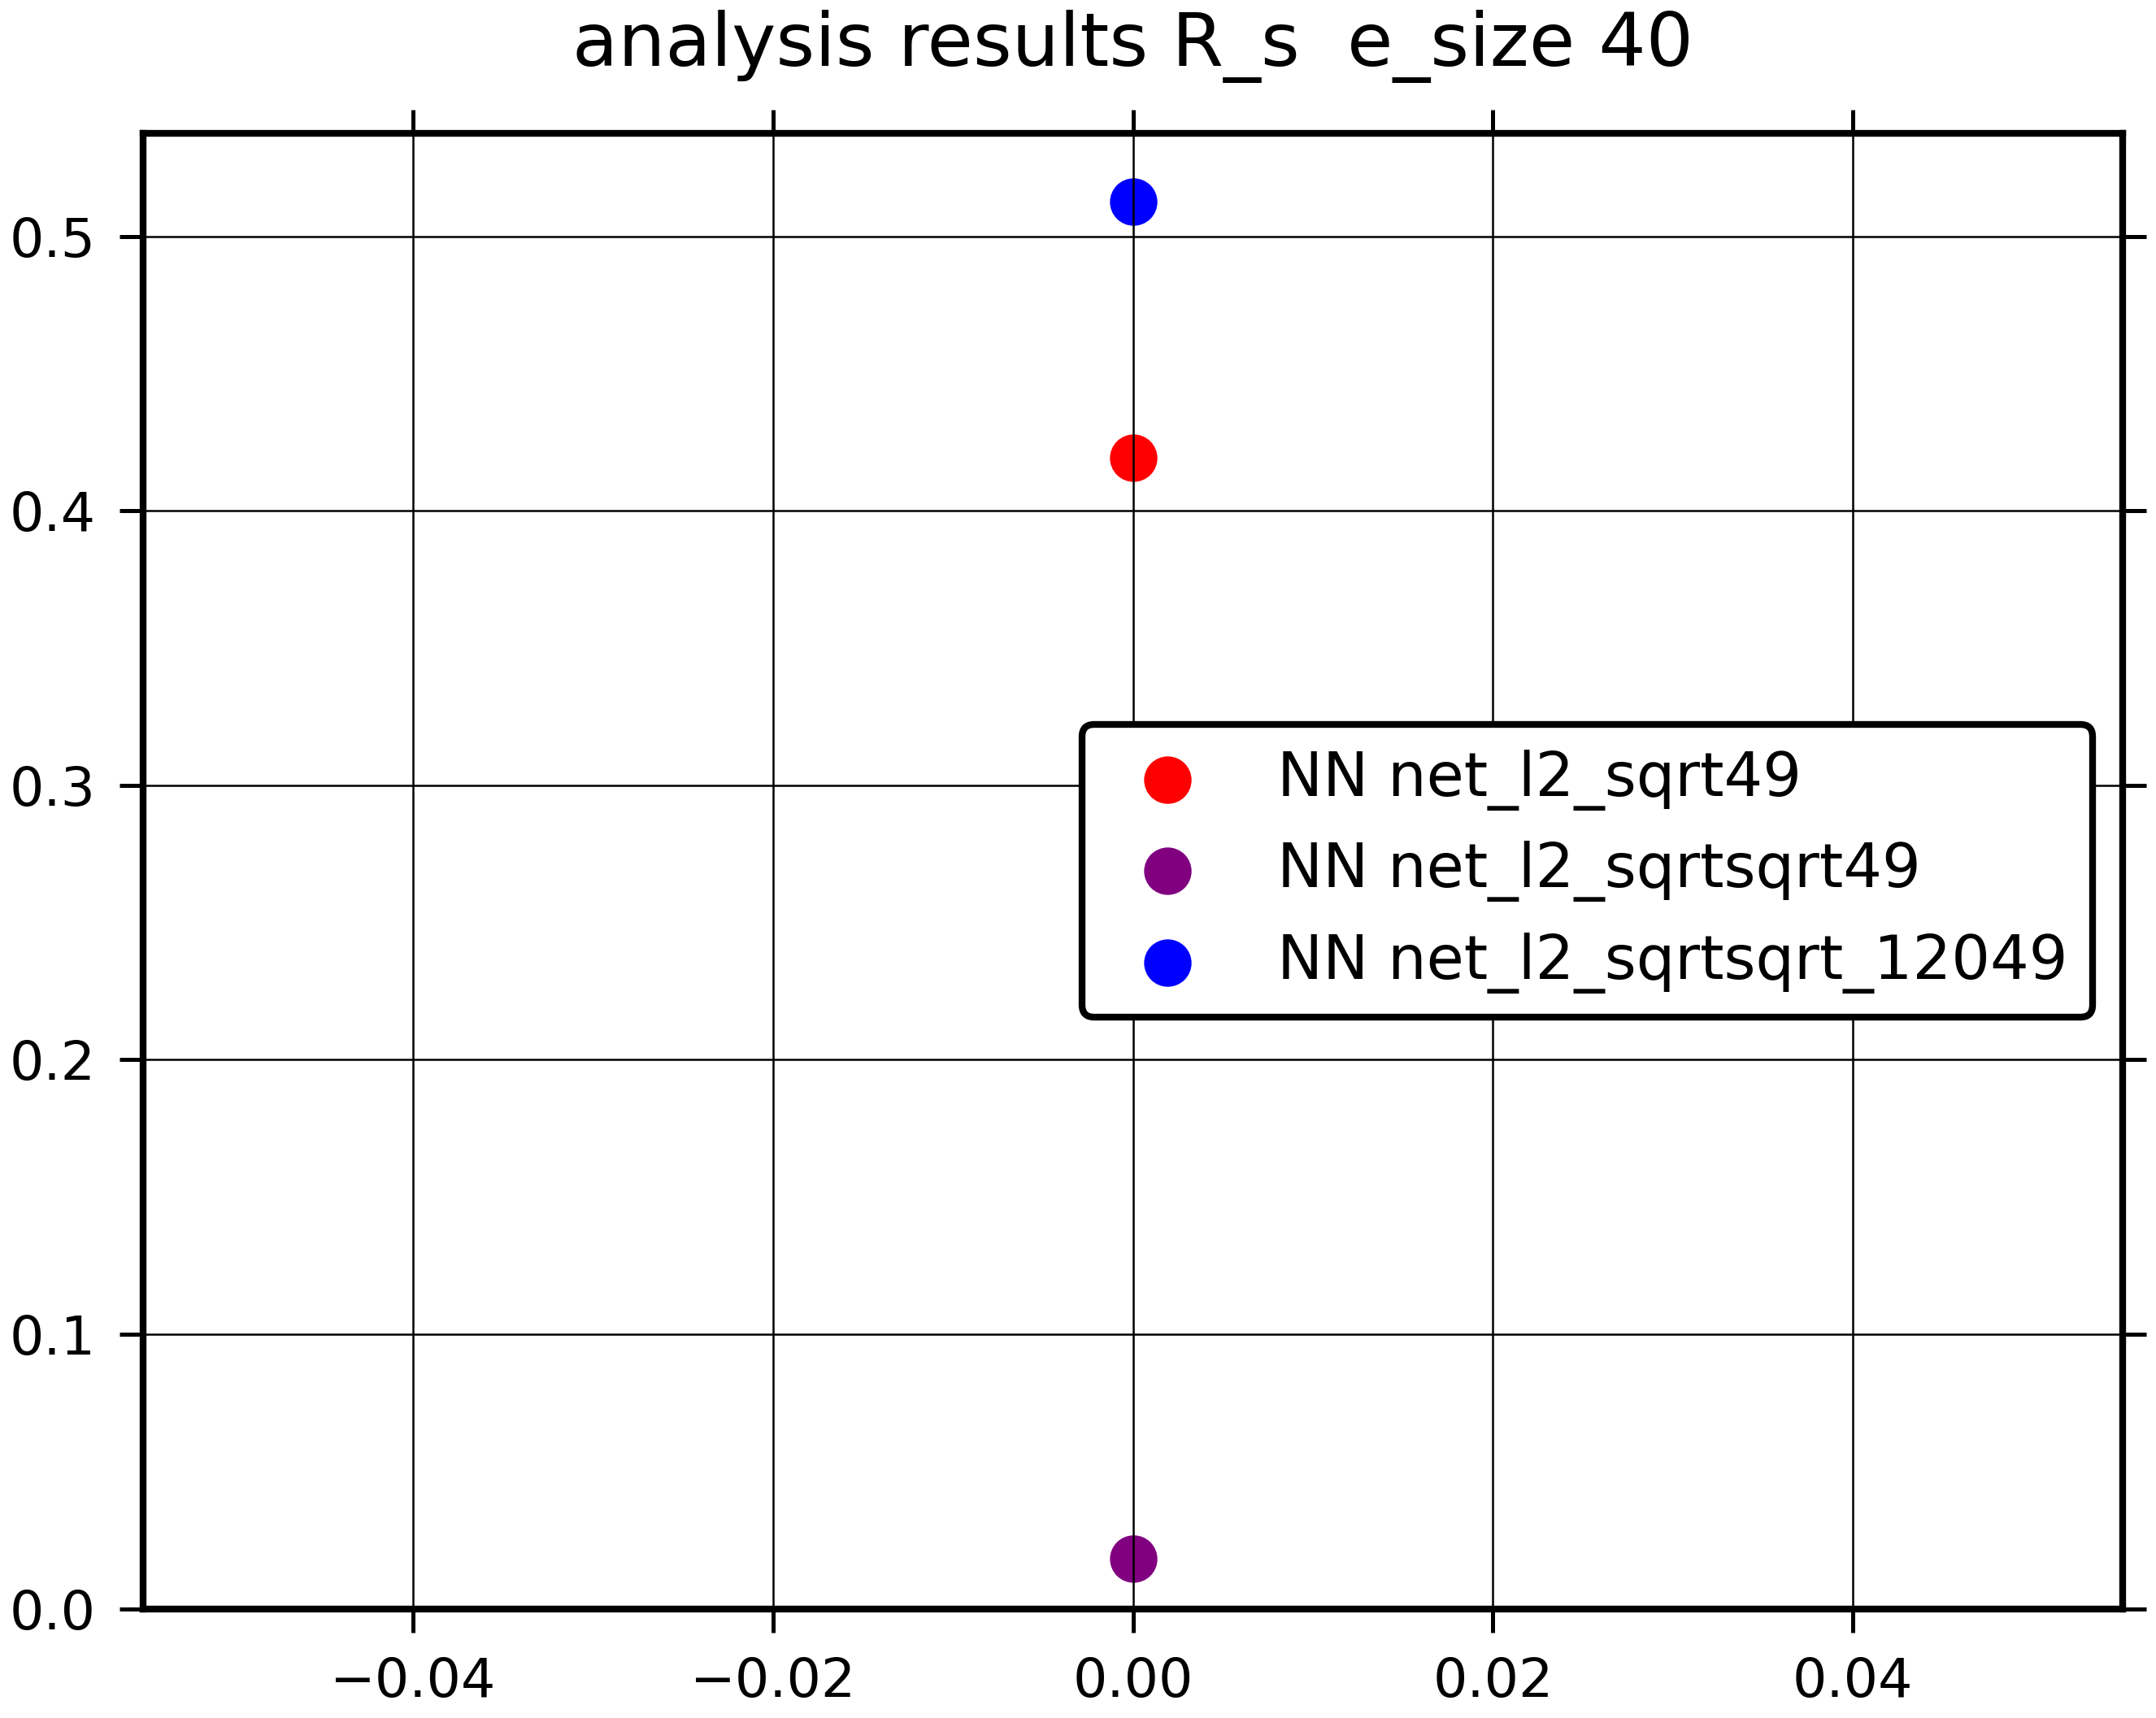 analysis results R_s  e_size 40
0.5
0.4
0.3
0.2
0.1
0.0
NN net_l2_sqrt49
NN net_l2_sqrtsqrt49
NN net_l2_sqrtsqrt_12049
−0.04 −0.02 0.00 0.02 0.04